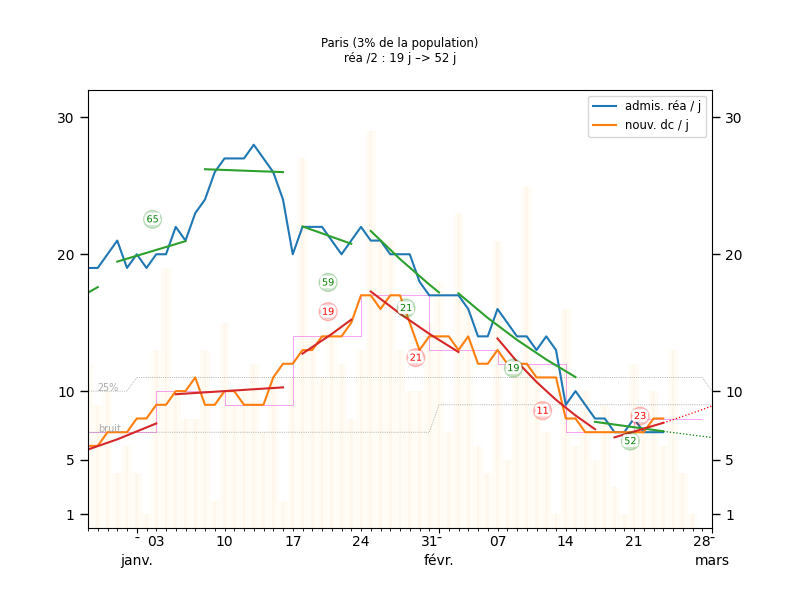 Paris (3% de la population)
réa /2 : 19 j –> 52 j
admis. réa / j
nouv. dc / j
30
30
65
20
20
59
19
21
21
19
25%
10
10
11
23
bruit
52
5
5
1
1
- 03 10 17 24 31- 07 14 21 28-
janv. févr. mars